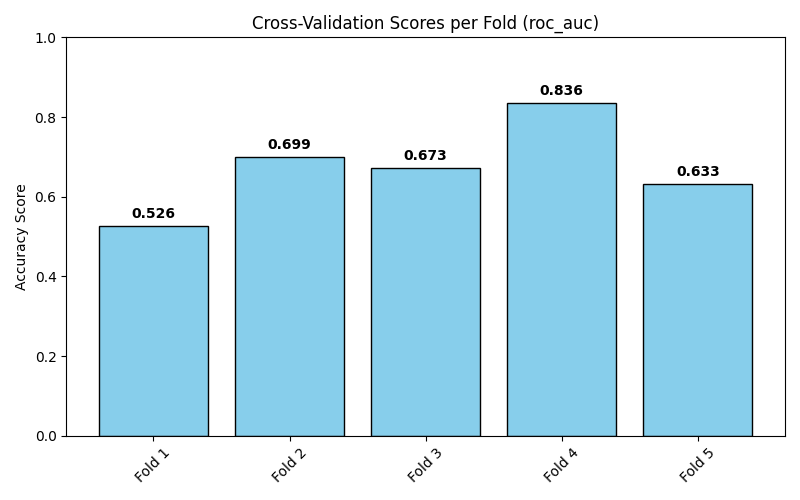 Cross-Validation Scores per Fold (roc_auc)
Accuracy Score
1.0
0.8
0.6
0.4
0.2
0.0
0.526
0.699
0.673
0.836
0.633
Fold 1
Fold 2
Fold 3
Fold 4
Fold 5